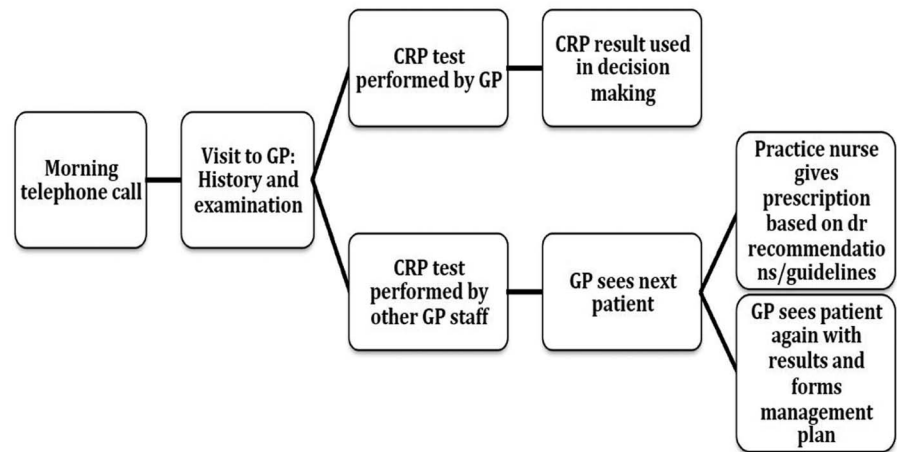 Morning
telephone call
Visit to GP:
History and
examination
CRP test
performed by GP
CRP result used
in decision
making
CRP test
performed by
other GP staff
GP sees next
patient
Practice nurse
gives
prescription
based on dr
recommendatio
ns/guidelines
GP sees patient
again with
results and
forms
management
plan